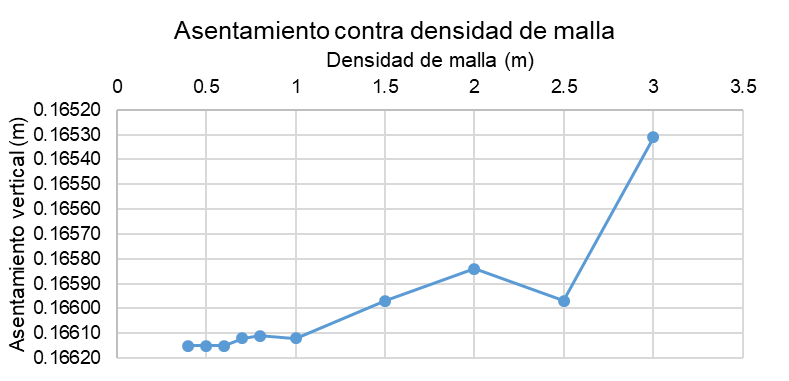 Asentamiento contra densidad de malla
Densidad de malla (m)
0 0.5 1 1.5 2 2.5 3 3.5
Asentamiento vertical (m)
0.16520
0.16530
0.16540
0.16550
0.16560
0.16570
0.16580
0.16590
0.16600
0.16610
0.16620